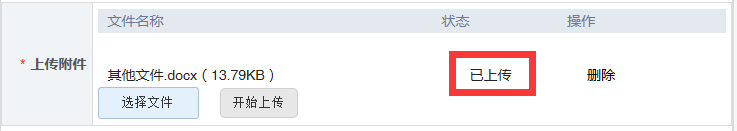 文件名称 状态 操作
* 上传附件
其他文件.docx（13.79KB） 已上传 删除
选择文件 开始上传